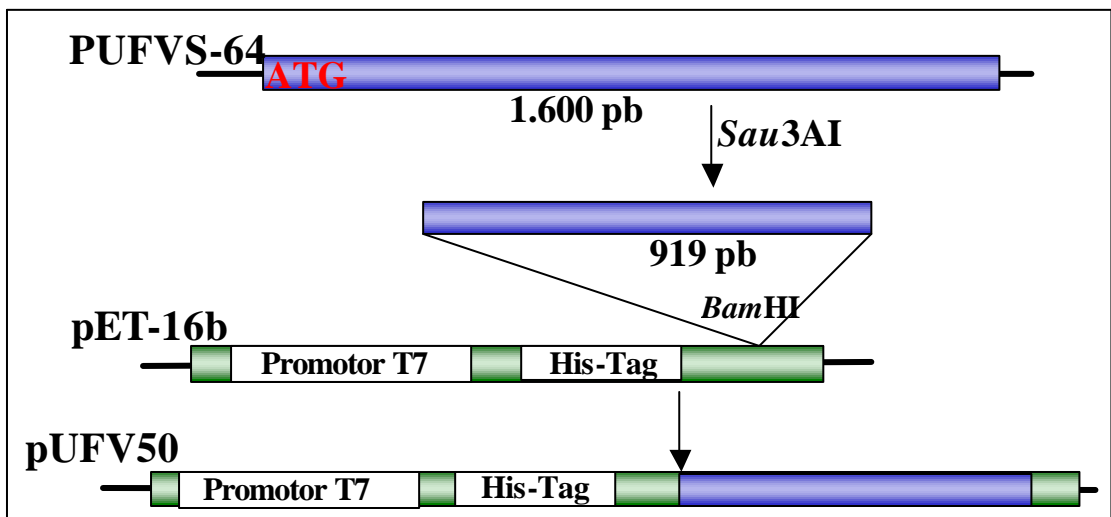 PUFVS-64
ATG
1.600 pb
Sau3AI
919 pb
BamHI
pET-16b
Promotor T7 His-Tag
pUFV50
Promotor T7 His-Tag